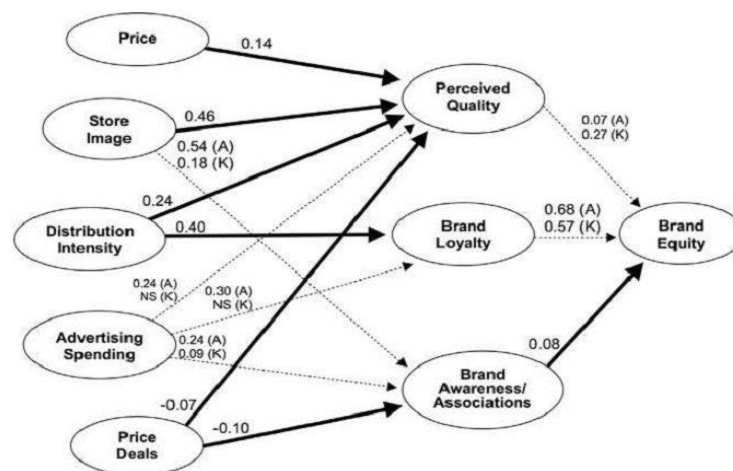 Price
0.14
Perceived
Quality
Store
Image
0.46
0.54 (A)
0.18 (K)
0.07 (A)
0.27 (K)
0.24
Distribution
Intensity
0.40
Brand
Loyalty
0.68 (A)
0.57 (K)
Brand
Equity
0.24 (A)
NS (K)
0.30 (A)
NS (K)
Advertising
Spending
0.24 (A)
0.09 (K)
Brand
Awareness/
Associations
0.08
-0.07
Price
Deals
-0.10